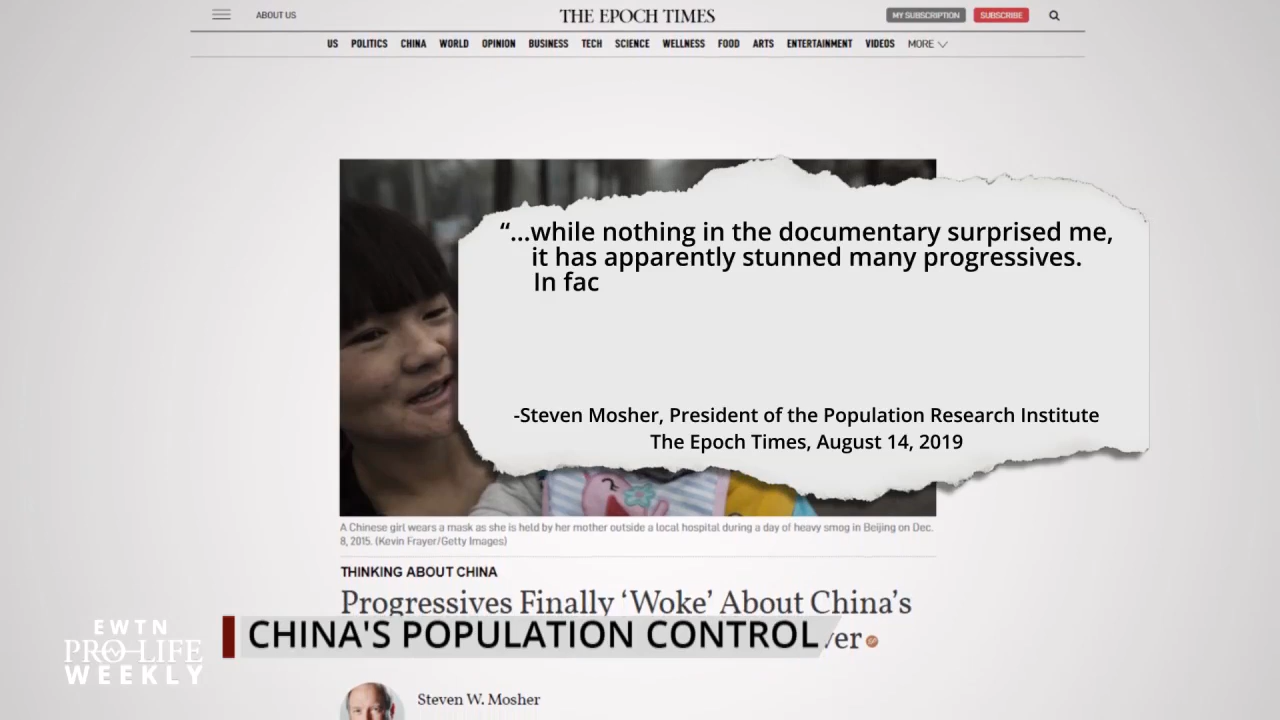 ABOUT US
THE EPOCH TIMES
MY SUBSCRIPTION
SUBSCRIBE
US POLITICS CHINA WORLD OPINION BUSINESS TECH SCIENCE WELLNESS FOOD ARTS ENTERTAINMENT VIDEOS MORE
“...while nothing in the documentary surprised me,
it has apparently stunned many progressives.
In fac
-Steven Mosher, President of the Population Research Institute
The Epoch Times, August 14, 2019
A Chinese girl wears a mask as she is held by her mother outside a local hospital during a day of heavy smog in Beijing on Dec.
8, 2015. (Kevin Frayer/Getty Images)
THINKING ABOUT CHINA
Progressives Finally ‘Woke’ About China’s
CHINA'S POPULATION CONTROL
EWTN
PRO-LIFE
WEEKLY
Steven W. Mosher